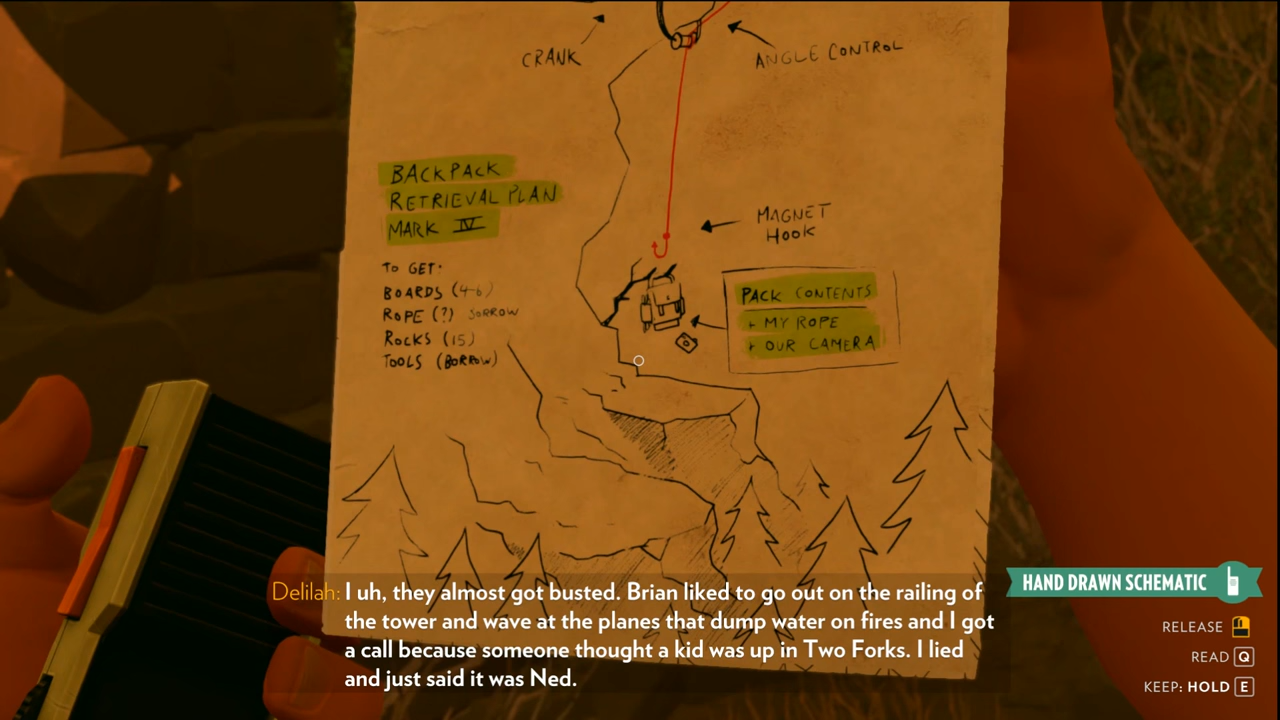 CRANK
ANGLE CONTROL
BACKPACK
RETRIEVAL PLAN
MARK IV
MAGNET
HOOK
TO GET:
BOARDS (4-6)
ROPE (?) SORROW
ROCKS (15)
TOOLS (BORROW)
PACK CONTENTS
+ MY ROPE
+ OUR CAMERA
HAND DRAWN SCHEMATIC
RELEASE
READ Q
KEEP: HOLD E
Delilah: I uh, they almost got busted. Brian liked to go out on the railing of
the tower and wave at the planes that dump water on fires and I got
a call because someone thought a kid was up in Two Forks. I lied
and just said it was Ned.